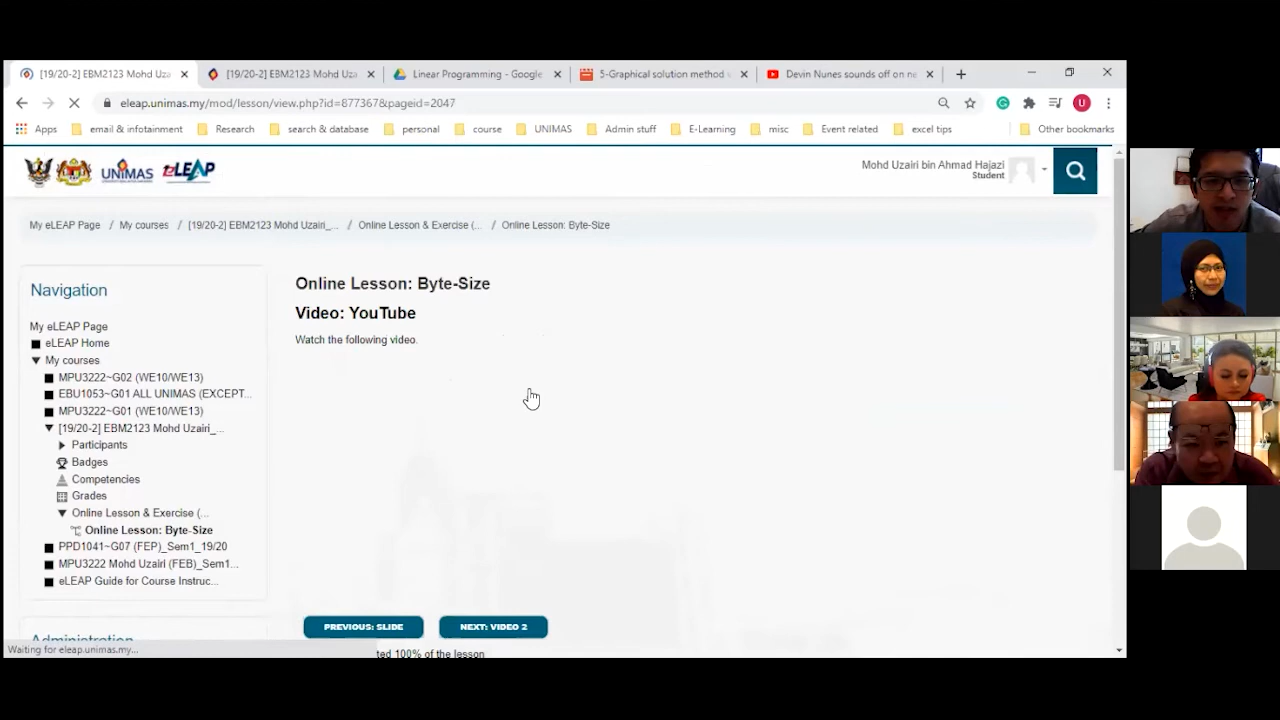 [19/20-2] EBM2123 Mohd Uza
[19/20-2] EBM2123 Mohd Uza
Linear Programming - Google
5-Graphical solution method
Devin Nunes sounds off on ne
eleap.unimas.my/mod/lesson/view.php?id=877367&pageid=2047
U
Apps
email & infotainment
Research
search & database
personal
course
UNIMAS
Admin stuff
E-Learning
misc
Event related
excel tips
Other bookmarks
UNIMAS
eLEAP
Mohd Uzairi bin Ahmad Hajazi
Student
My eLEAP Page / My courses / [19/20-2] EBM2123 Mohd Uzairi_... / Online Lesson & Exercise (... / Online Lesson: Byte-Size
Navigation
My eLEAP Page
eLEAP Home
My courses
MPU3222~G02 (WE10/WE13)
EBU1053~G01 ALL UNIMAS (EXCEPT...
MPU3222~G01 (WE10/WE13)
[19/20-2] EBM2123 Mohd Uzairi_...
Participants
Badges
Competencies
Grades
Online Lesson & Exercise (...
Online Lesson: Byte-Size
PPD1041~G07 (FEP)_Sem1_19/20
MPU3222 Mohd Uzairi (FEB)_Sem1...
eLEAP Guide for Course Instruc...
Administration
Online Lesson: Byte-Size
Video: YouTube
Watch the following video.
PREVIOUS: SLIDE
NEXT: VIDEO 2
ted 100% of the lesson
Waiting for eleap.unimas.my...